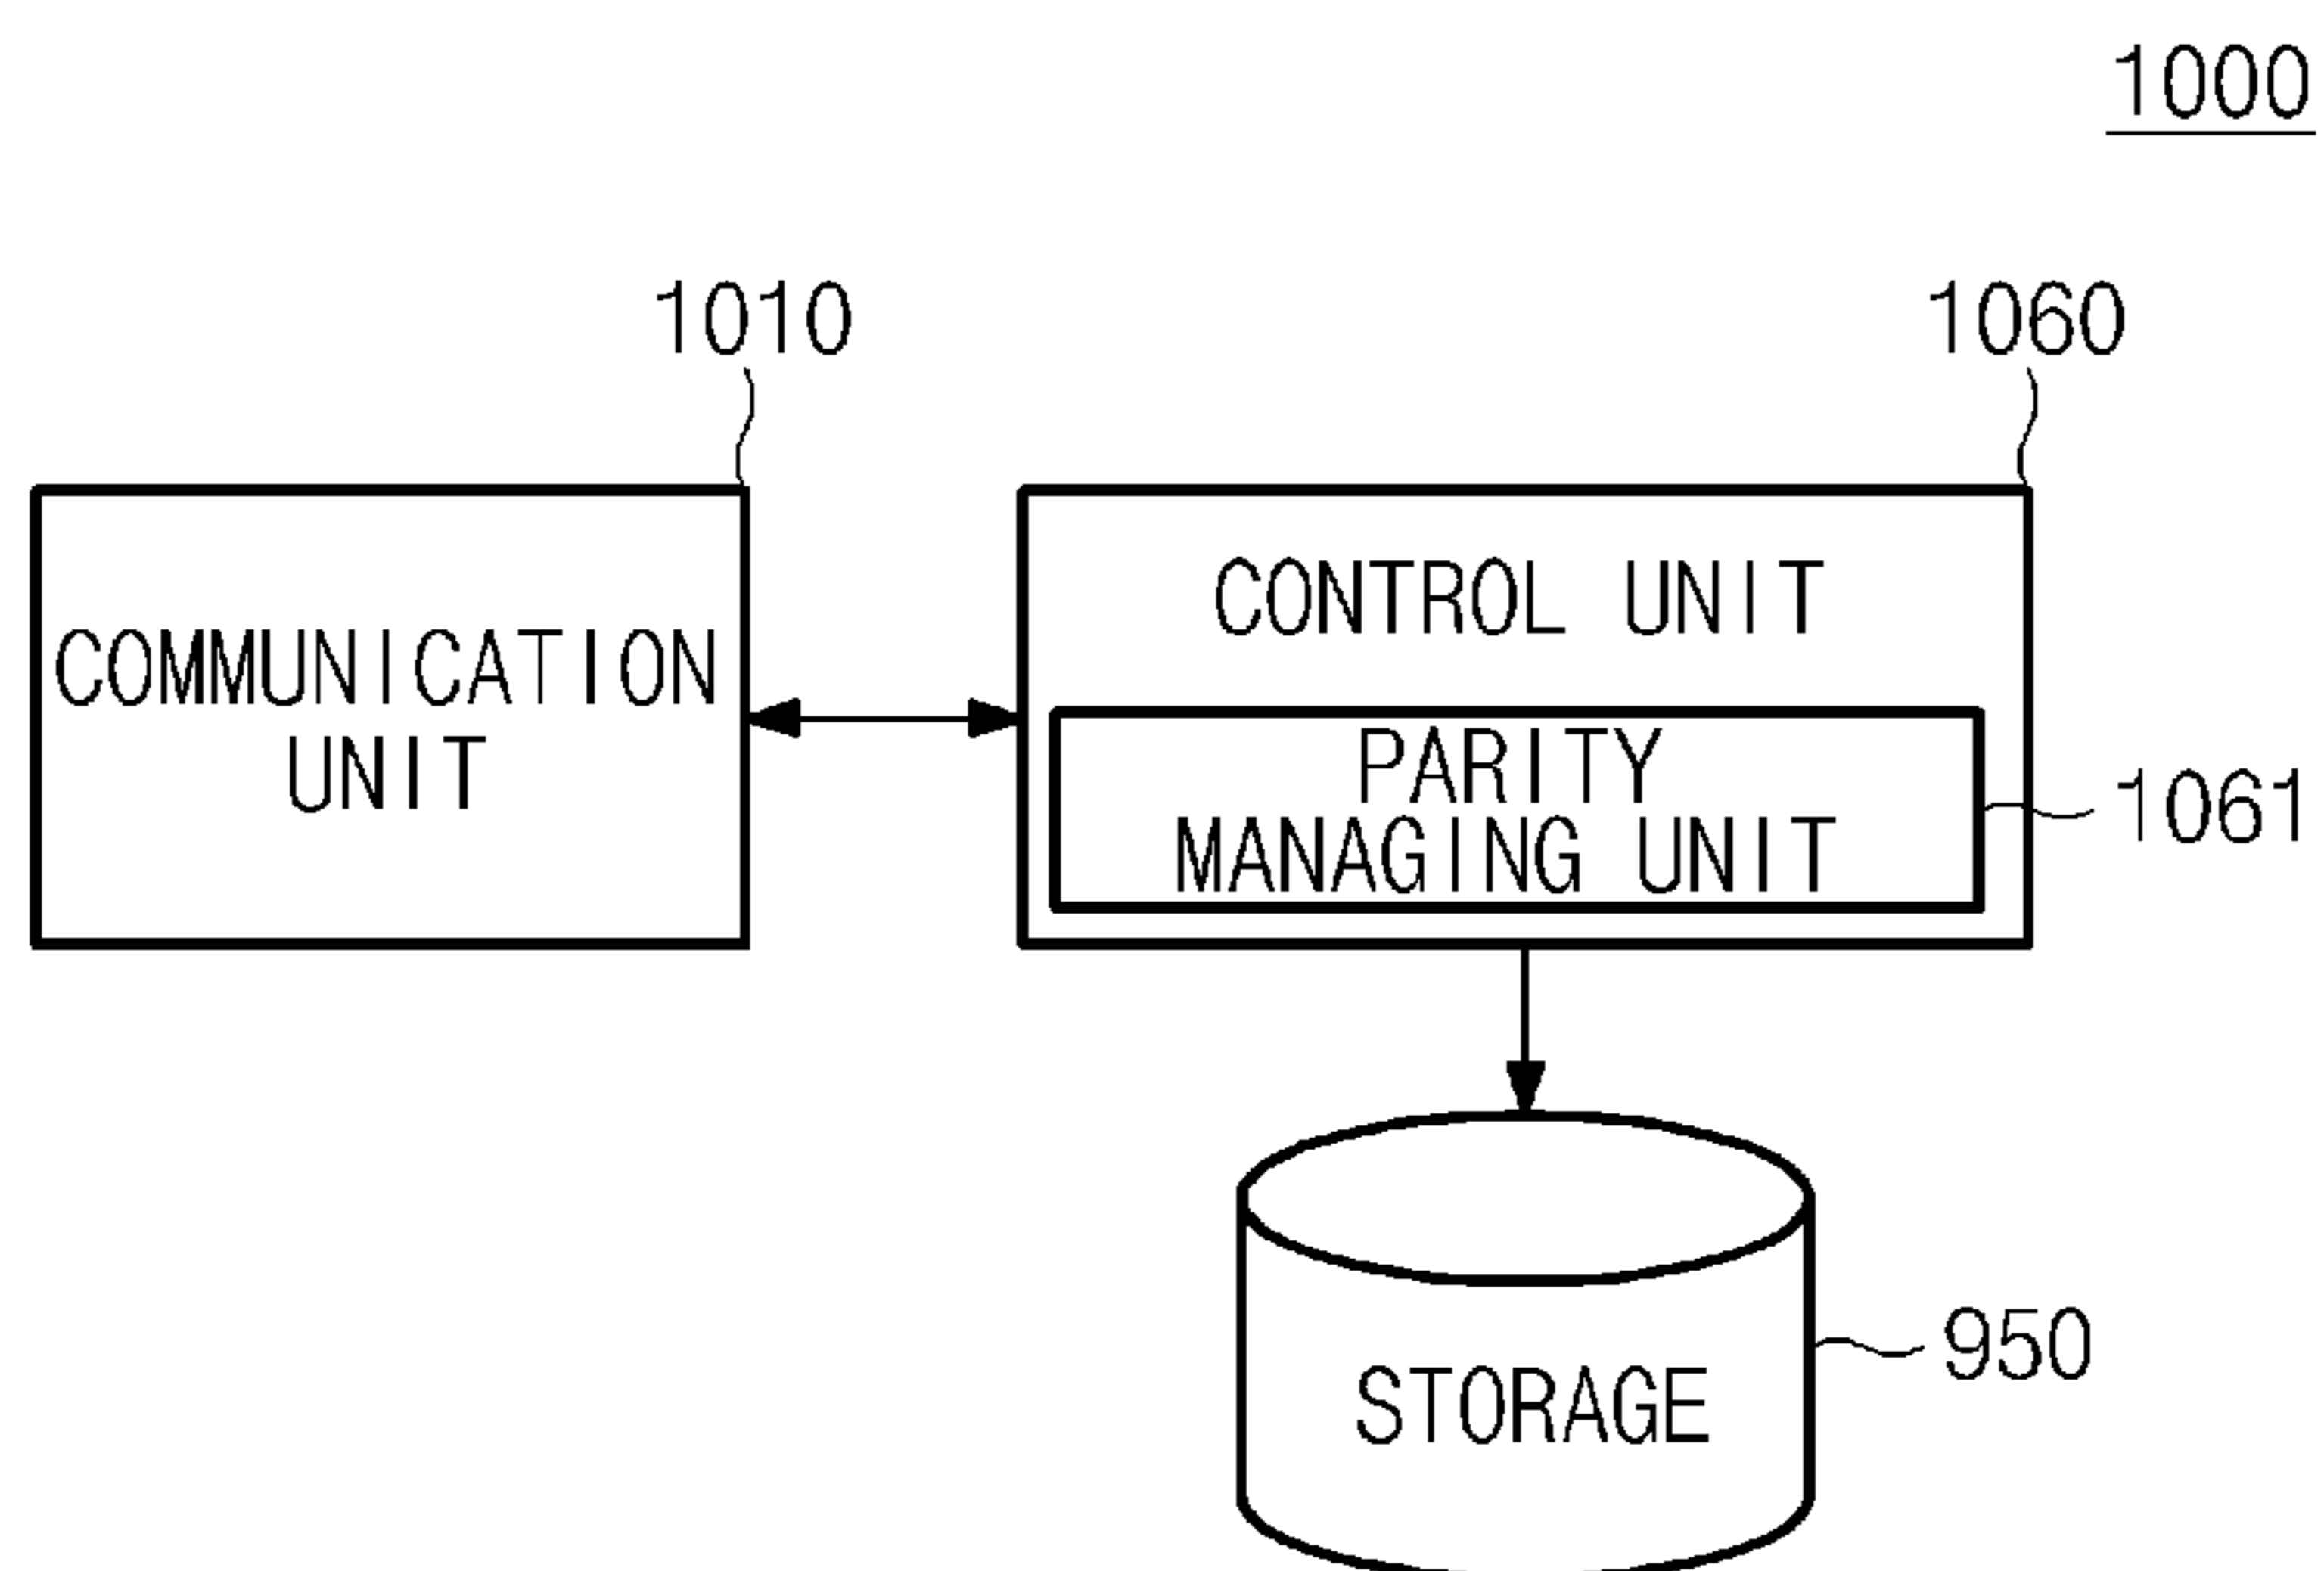 1000
1010
1060
COMMUNICATION
UNIT
CONTROL UNIT
PARITY
MANAGING UNIT
1061
950
STORAGE